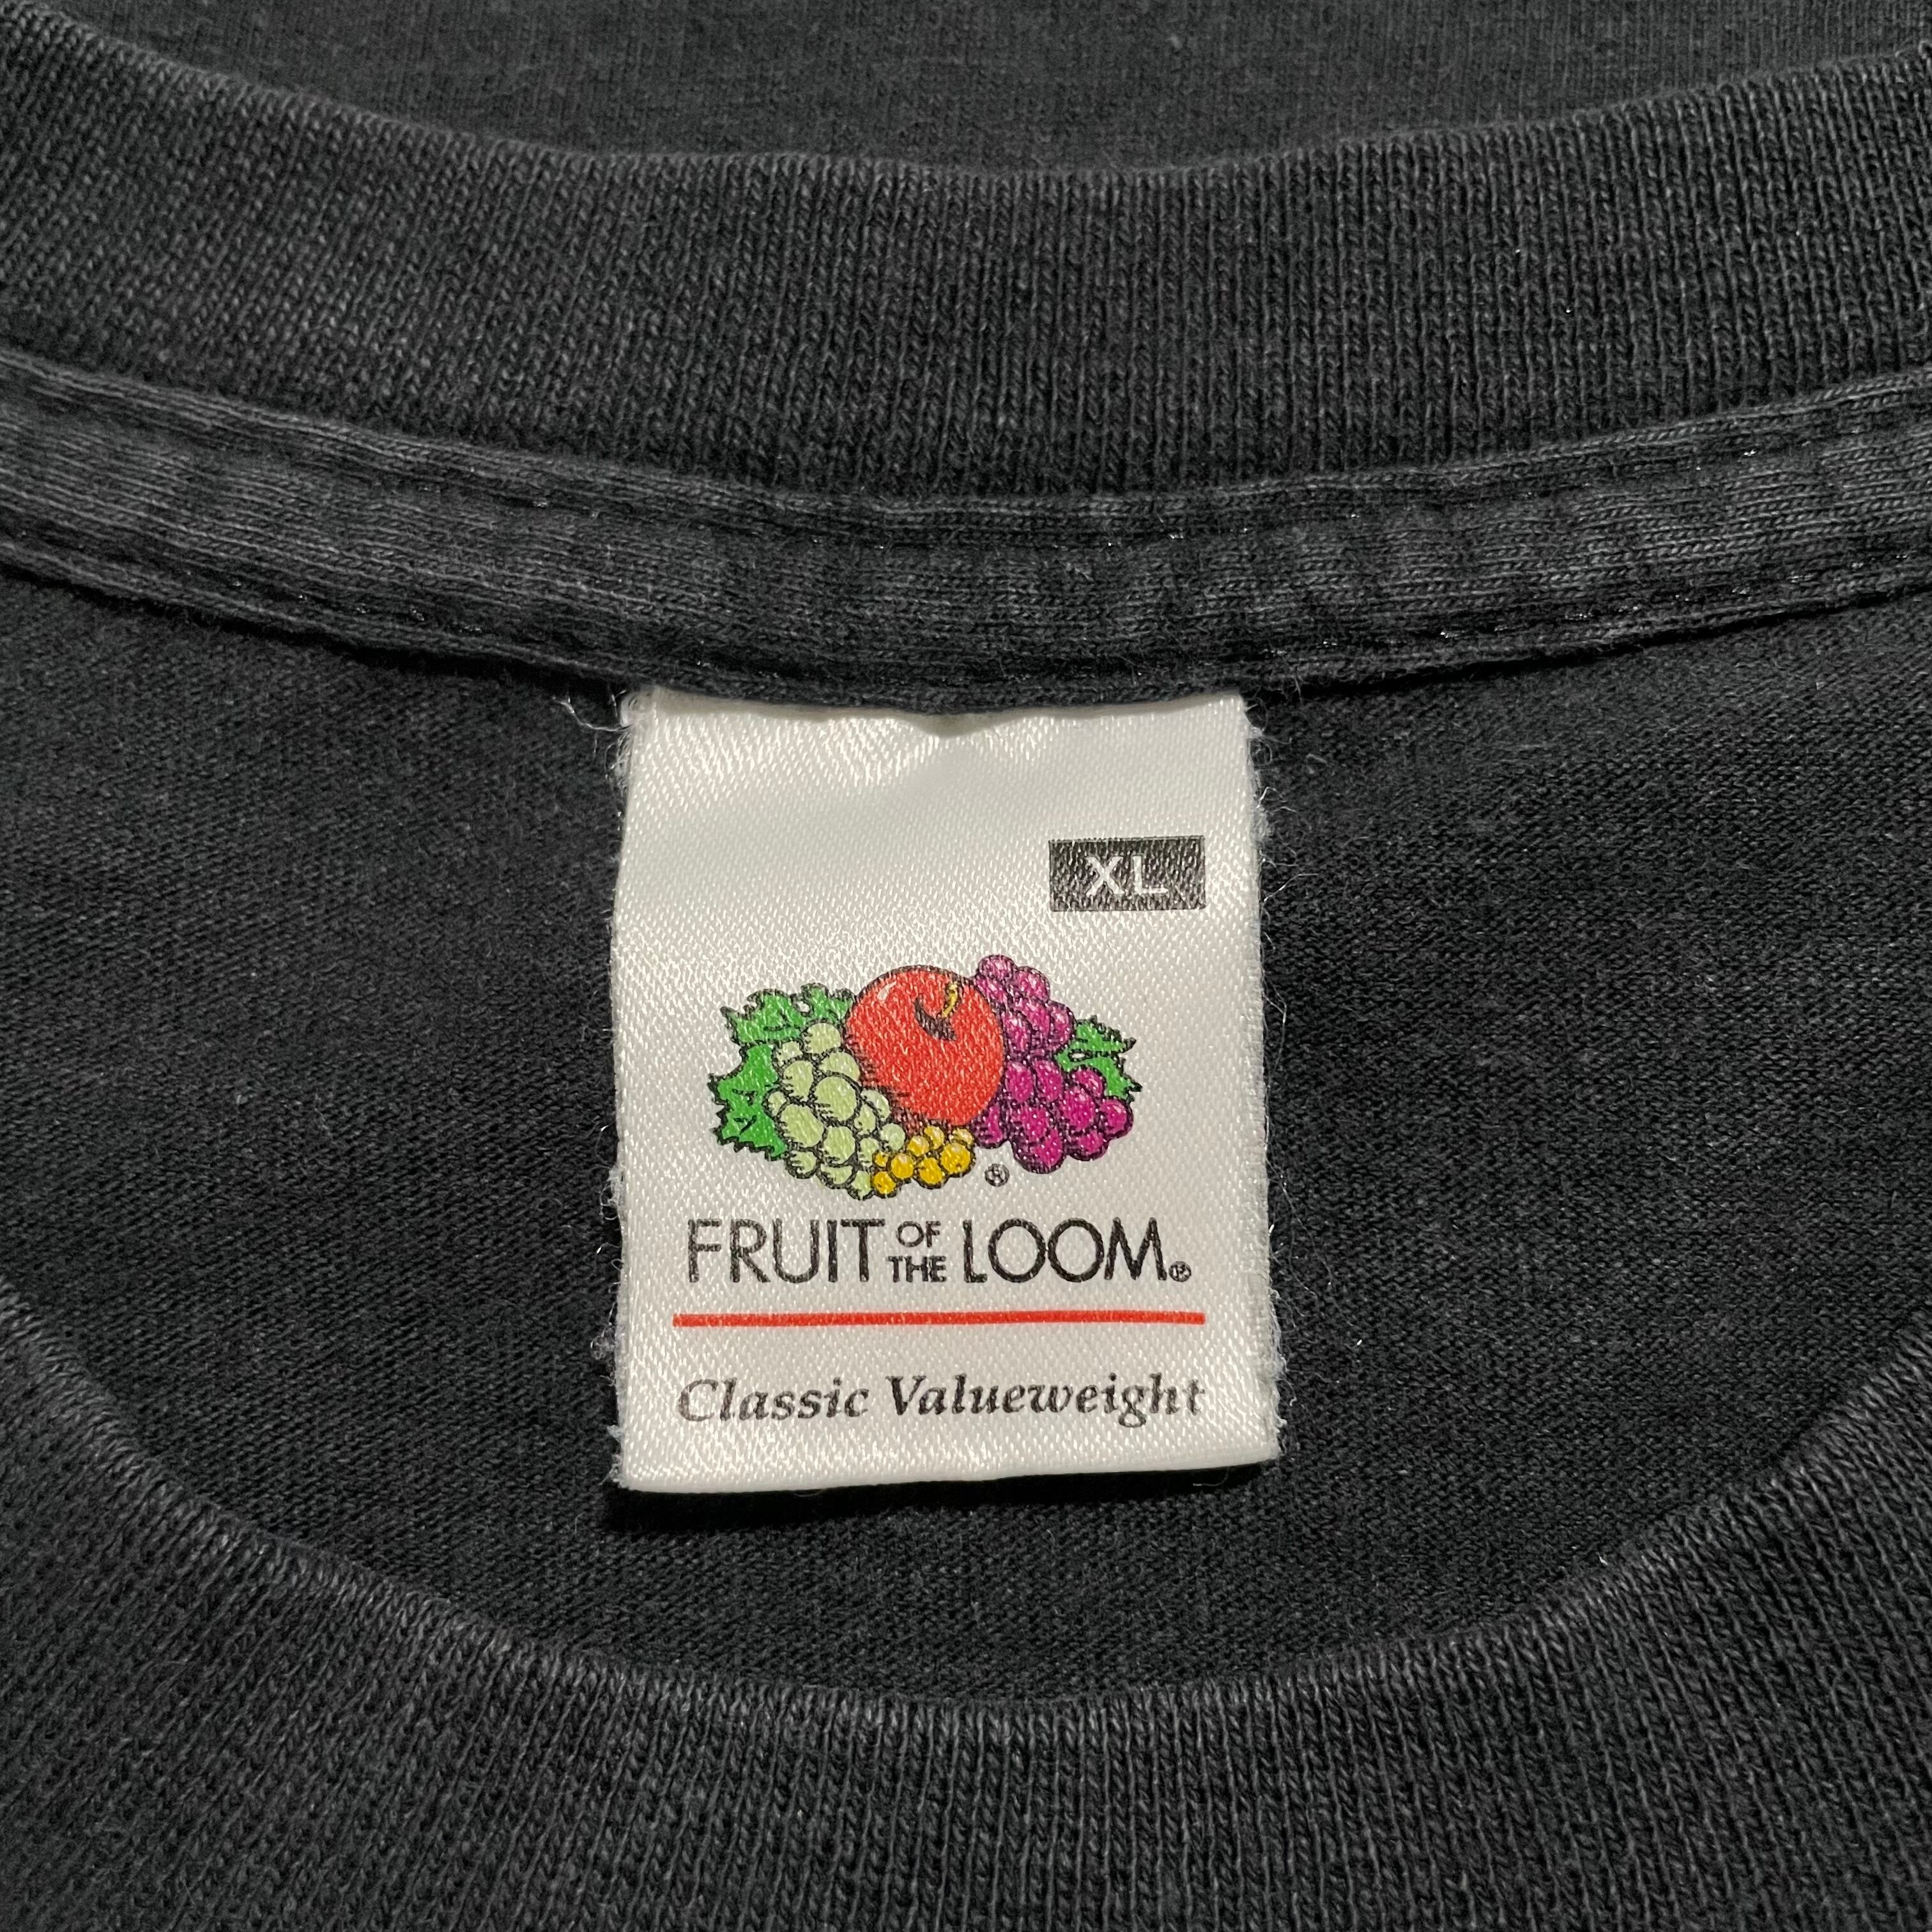 XL
®
FRUIT OF THE LOOM®
Classic Valueweight